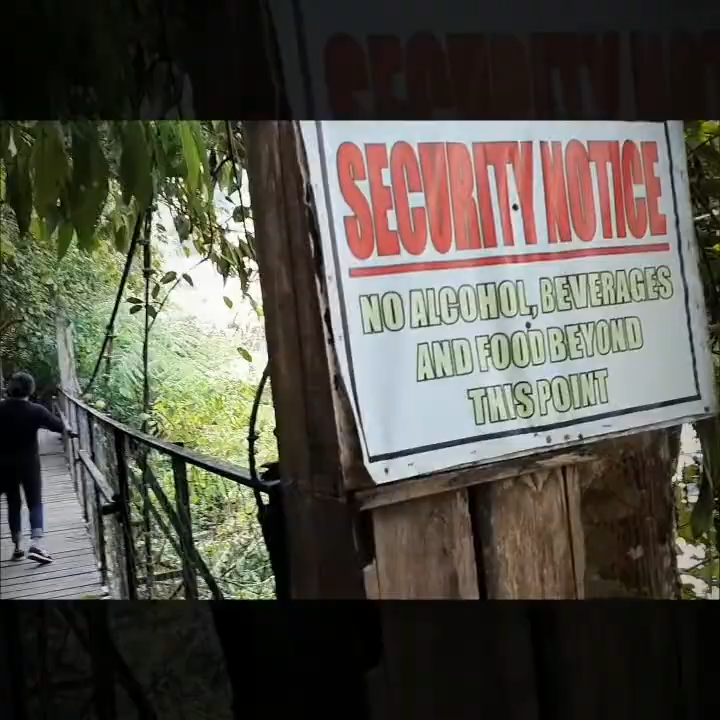 SECURITY NOTICE
NO ALCOHOL, BEVERAGES
AND FOOD BEYOND
THIS POINT